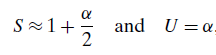 S ≈ 1 + α/2 and U = α.